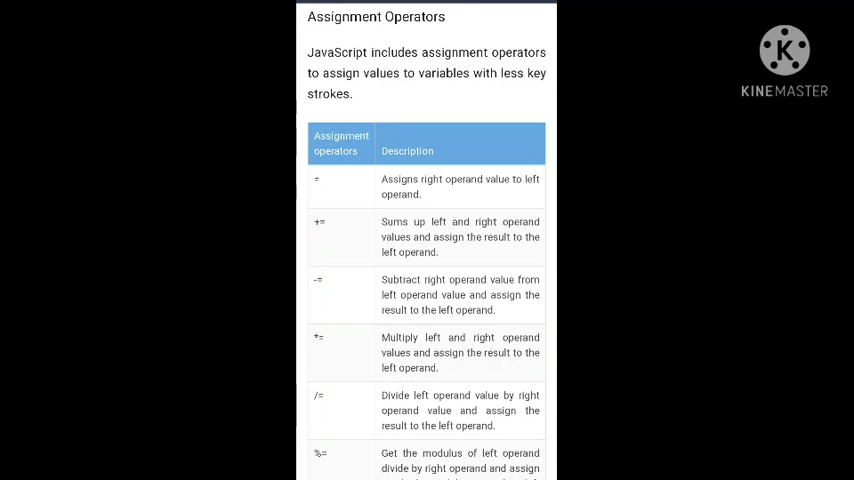 Assignment Operators
JavaScript includes assignment operators
to assign values to variables with less key
strokes.
Assignment
operators
Description
=
Assigns right operand value to left
operand.
+=
Sums up left and right operand
values and assign the result to the
left operand.
-=
Subtract right operand value from
left operand value and assign the
result to the left operand.
*=
Multiply left and right operand
values and assign the result to the
left operand.
/=
Divide left operand value by right
operand value and assign the
result to the left operand.
%=
Get the modulus of left operand
divide by right operand and assign
K
KINEMASTER